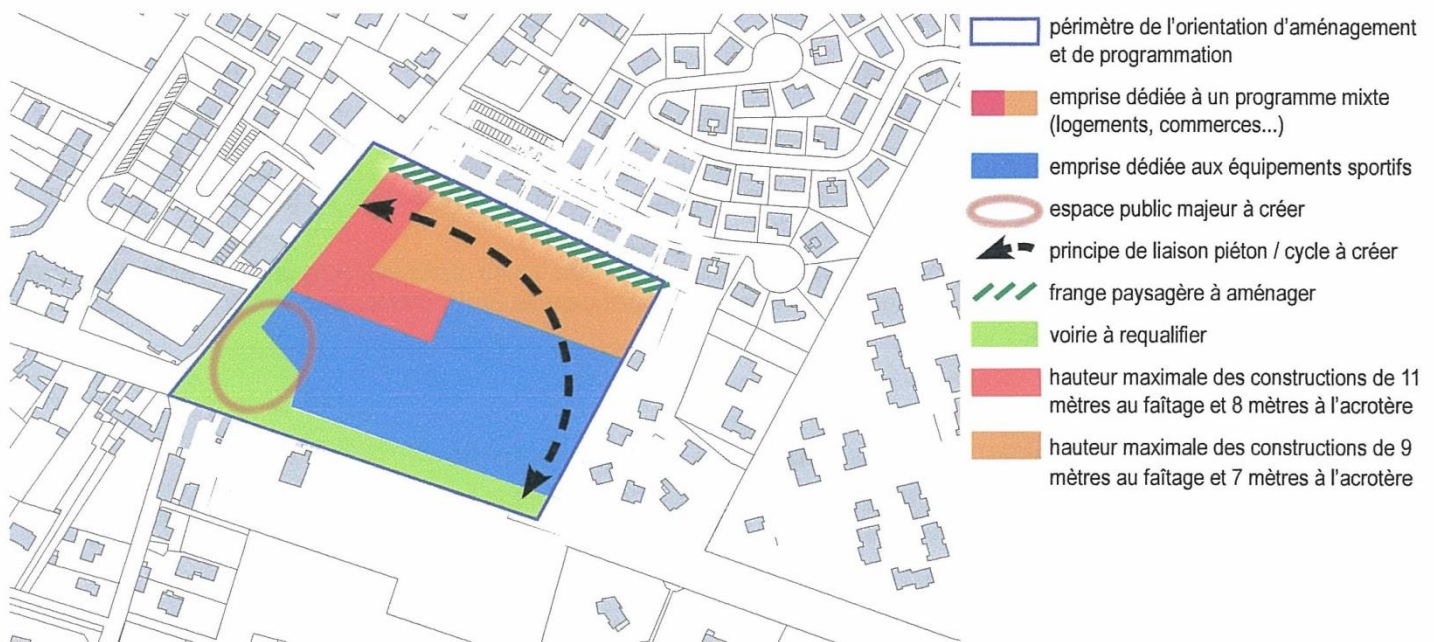 périmètre de l'orientation d'aménagement
et de programmation
emprise dédiée à un programme mixte
(logements, commerces...)
emprise dédiée aux équipements sportifs
espace public majeur à créer
principe de liaison piéton / cycle à créer
frange paysagère à aménager
voirie à requalifier
hauteur maximale des constructions de 11
mètres au faîtage et 8 mètres à l'acrotère
hauteur maximale des constructions de 9
mètres au faîtage et 7 mètres à l'acrotère